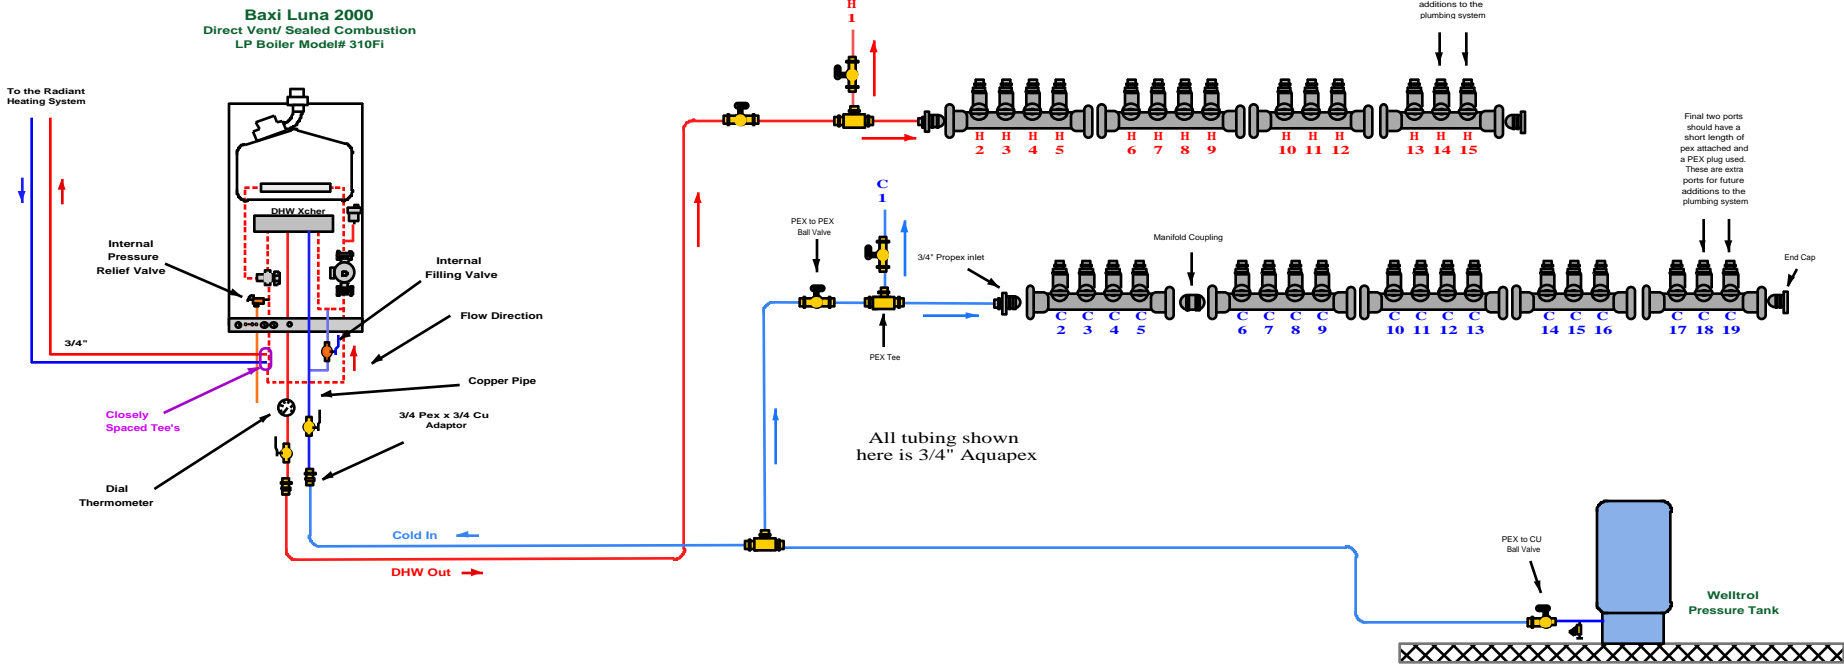 Baxi Luna 2000
Direct Vent/ Sealed Combustion
LP Boiler Model# 310Fi
To the Radiant
Heating System
DHW Xcher
Internal
Pressure
Relief Valve
Internal
Filling Valve
Flow Direction
3/4"
Copper Pipe
Closely
Spaced Tee's
3/4 Pex x 3/4 Cu
Adaptor
Dial
Thermometer
Cold In
DHW Out
H
1
additions to the
plumbing system
H H H H H H H H H H H H H H
2 3 4 5 6 7 8 9 10 11 12 13 14 15
C
1
PEX to PEX
Ball Valve
3/4" Propex inlet
Manifold Coupling
PEX Tee
Final two ports
should have a
short length of
pex attached and
a PEX plug used.
These are extra
ports for future
additions to the
plumbing system
End Cap
C C C C C C C C C C C C C C C C C C
2 3 4 5 6 7 8 9 10 11 12 13 14 15 16 17 18 19
All tubing shown
here is 3/4" Aquapex
PEX to CU
Ball Valve
Welltrol
Pressure Tank